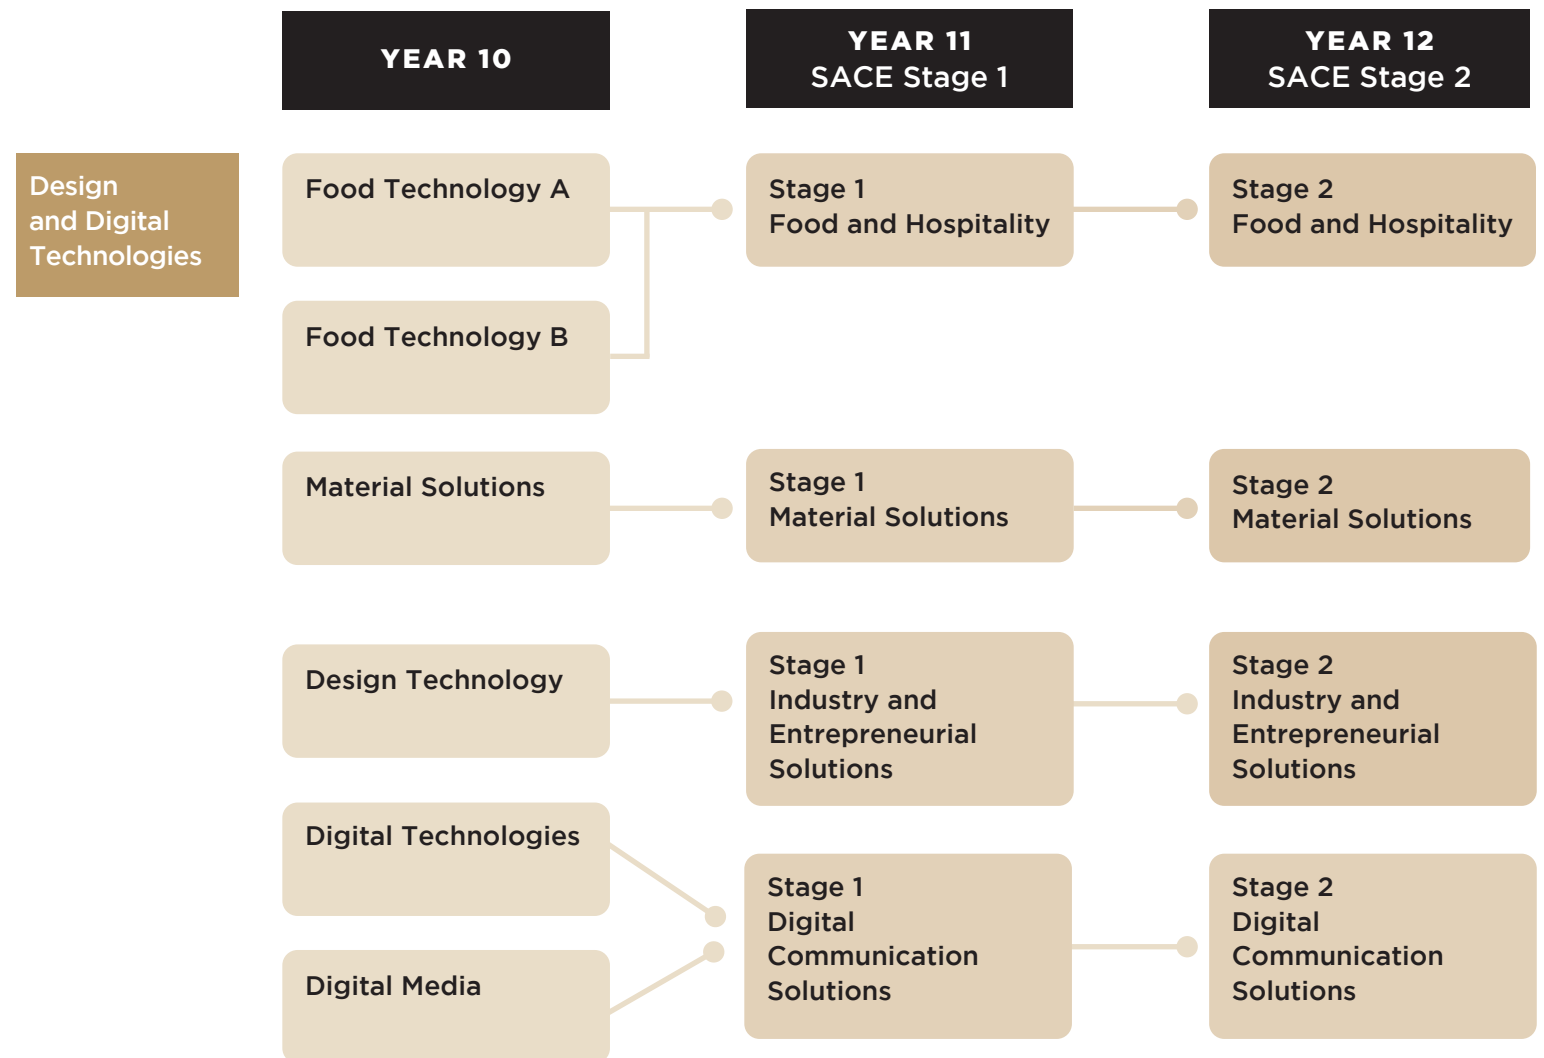 YEAR 10
YEAR 11
SACE Stage 1
YEAR 12
SACE Stage 2
Design
and Digital
Technologies
Food Technology A
Stage 1
Food and Hospitality
Stage 2
Food and Hospitality
Food Technology B
Material Solutions
Stage 1
Material Solutions
Stage 2
Material Solutions
Design Technology
Stage 1
Industry and
Entrepreneurial
Solutions
Stage 2
Industry and
Entrepreneurial
Solutions
Digital Technologies
Stage 1
Digital
Communication
Solutions
Stage 2
Digital
Communication
Solutions
Digital Media